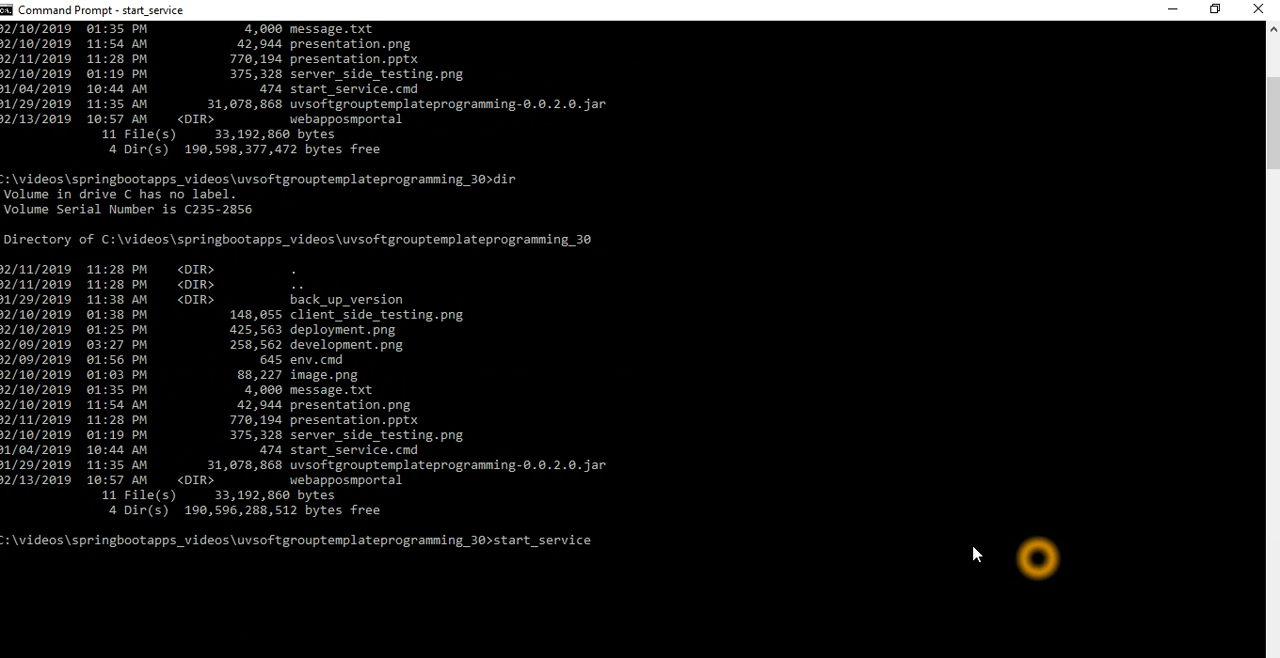 Command Prompt - start_service
02/10/2019  01:35 PM             4,000 message.txt
02/10/2019  11:54 AM            42,944 presentation.png
02/11/2019  11:28 PM           770,194 presentation.pptx
02/10/2019  01:19 PM           375,328 server_side_testing.png
01/04/2019  10:44 AM               474 start_service.cmd
01/29/2019  11:35 AM        31,078,868 uvsoftgrouptemplateprogramming-0.0.2.0.jar
02/13/2019  10:57 AM    <DIR>          webapposmportal
11 File(s)     33,192,860 bytes
4 Dir(s)  190,598,377,472 bytes free
C:\videos\springbootapps_videos\uvsoftgrouptemplateprogramming_30>dir
Volume in drive C has no label.
Volume Serial Number is C235-2856
Directory of C:\videos\springbootapps_videos\uvsoftgrouptemplateprogramming_30
02/11/2019  11:28 PM    <DIR>          .
02/11/2019  11:28 PM    <DIR>          ..
01/29/2019  11:38 AM    <DIR>          back_up_version
02/10/2019  01:38 PM           148,055 client_side_testing.png
02/10/2019  01:25 PM           425,563 deployment.png
02/09/2019  03:27 PM           258,562 development.png
02/09/2019  01:56 PM               645 env.cmd
02/10/2019  01:03 PM            88,227 image.png
02/10/2019  01:35 PM             4,000 message.txt
02/10/2019  11:54 AM            42,944 presentation.png
02/11/2019  11:28 PM           770,194 presentation.pptx
02/10/2019  01:19 PM           375,328 server_side_testing.png
01/04/2019  10:44 AM               474 start_service.cmd
01/29/2019  11:35 AM        31,078,868 uvsoftgrouptemplateprogramming-0.0.2.0.jar
02/13/2019  10:57 AM    <DIR>          webapposmportal
11 File(s)     33,192,860 bytes
4 Dir(s)  190,596,288,512 bytes free
C:\videos\springbootapps_videos\uvsoftgrouptemplateprogramming_30>start_service